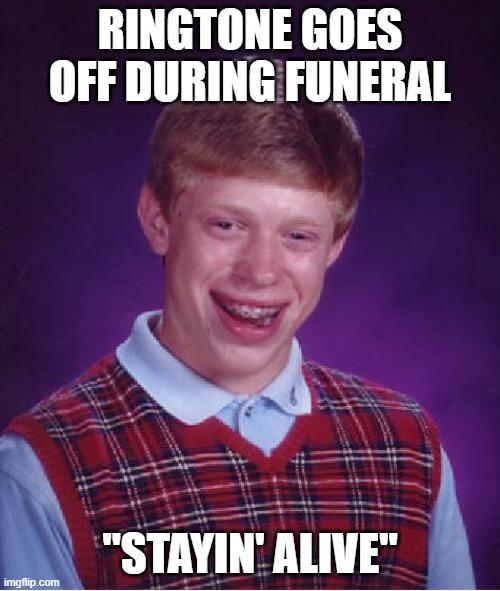 RINGTONE GOES
OFF DURING FUNERAL
"STAYIN' ALIVE"
imgflip.com